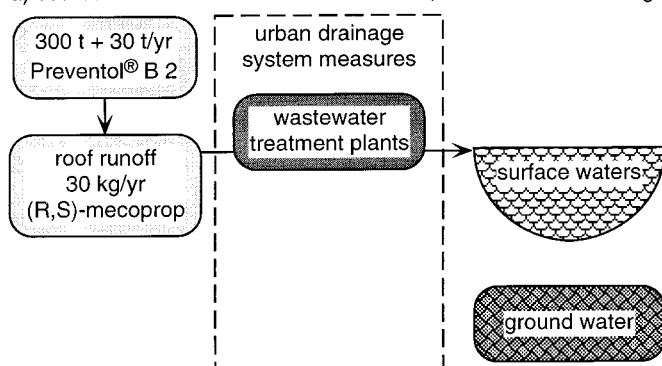 300 t + 30 t/yr
Preventol® B 2
urban drainage
system measures
wastewater
treatment plants
roof runoff
30 kg/yr
(R,S)-mecoprop
surface waters
ground water